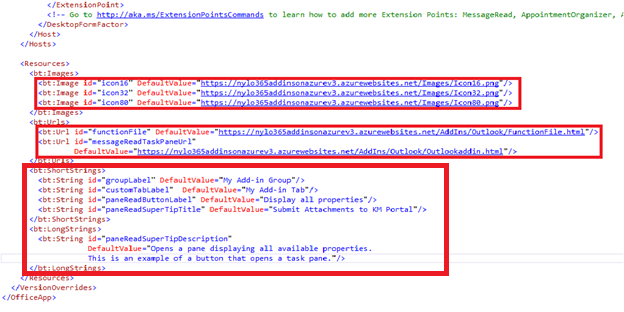 </ExtensionPoint>
<!-- Go to http://aka.ms/ExtensionPointsCommands to learn how to add more Extension Points: MessageRead, AppointmentOrganizer, A
</DesktopFormFactor>
</Host>
</Hosts>
<Resources>
<bt:Images>
<bt:Image id="icon16" DefaultValue="https://nylo365addinsonazurev3.azurewebsites.net/Images/Icon16.png"/>
<bt:Image id="icon32" DefaultValue="https://nylo365addinsonazurev3.azurewebsites.net/Images/Icon32.png"/>
<bt:Image id="icon80" DefaultValue="https://nylo365addinsonazurev3.azurewebsites.net/Images/Icon80.png"/>
</bt:Images>
<bt:Urls>
<bt:Url id="functionFile" DefaultValue="https://nylo365addinsonazurev3.azurewebsites.net/AddIns/Outlook/FunctionFile.html"/>
<bt:Url id="messageReadTaskPaneUrl"
DefaultValue="https://nylo365addinsonazurev3.azurewebsites.net/AddIns/Outlook/Outlookaddin.html"/>
</bt:Urls>
<bt:ShortStrings>
<bt:String id="groupLabel" DefaultValue="My Add-in Group"/>
<bt:String id="customTabLabel" DefaultValue="My Add-in Tab"/>
<bt:String id="paneReadButtonLabel" DefaultValue="Display all properties"/>
<bt:String id="paneReadSuperTipTitle" DefaultValue="Submit Attachments to KM Portal"/>
</bt:ShortStrings>
<bt:LongStrings>
<bt:String id="paneReadSuperTipDescription"
DefaultValue="Opens a pane displaying all available properties.
This is an example of a button that opens a task pane."/>
</bt:LongStrings>
</Resources>
</VersionOverrides>
</OfficeApp>